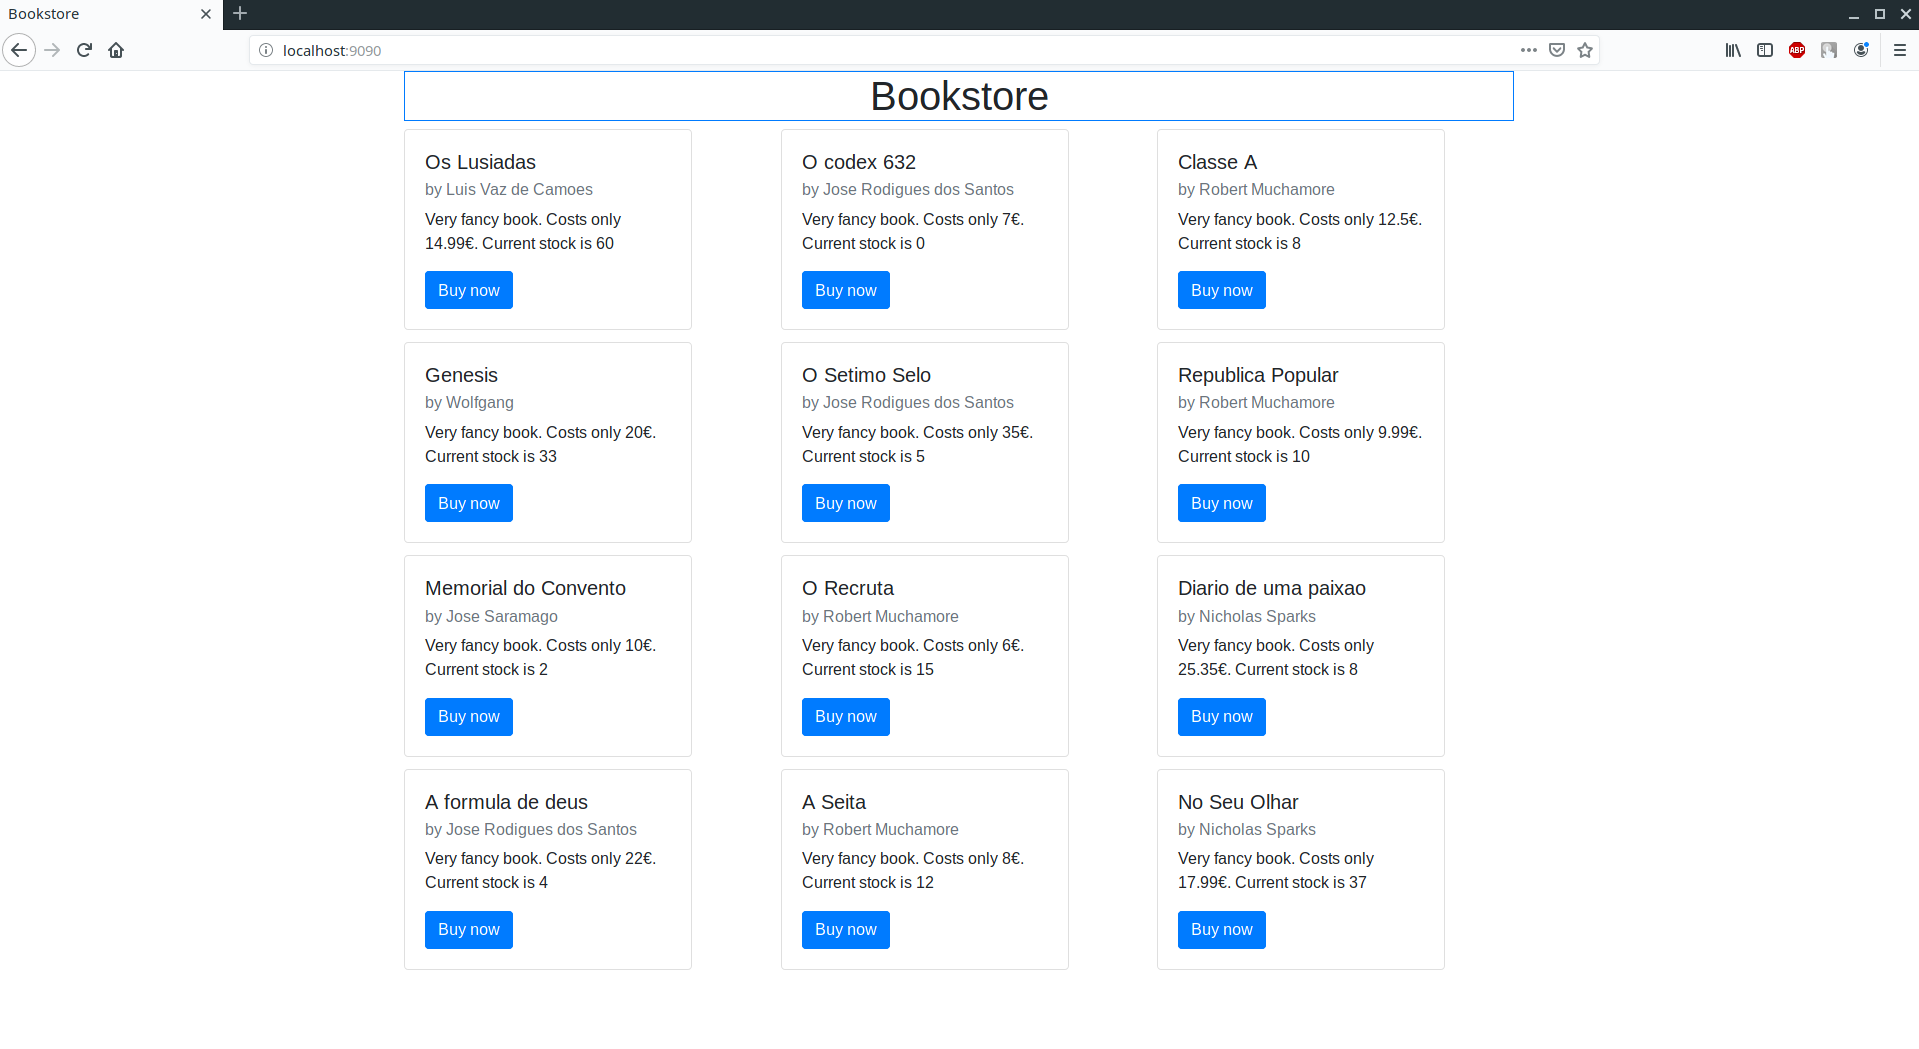 Bookstore
localhost:9090
ABP
Bookstore
Os Lusiadas
by Luis Vaz de Camoes
Very fancy book. Costs only
14.99€. Current stock is 60
Buy now
O codex 632
by Jose Rodigues dos Santos
Very fancy book. Costs only 7€.
Current stock is 0
Buy now
Classe A
by Robert Muchamore
Very fancy book. Costs only 12.5€.
Current stock is 8
Buy now
Genesis
by Wolfgang
Very fancy book. Costs only 20€.
Current stock is 33
Buy now
O Setimo Selo
by Jose Rodigues dos Santos
Very fancy book. Costs only 35€.
Current stock is 5
Buy now
Republica Popular
by Robert Muchamore
Very fancy book. Costs only 9.99€.
Current stock is 10
Buy now
Memorial do Convento
by Jose Saramago
Very fancy book. Costs only 10€.
Current stock is 2
Buy now
O Recruta
by Robert Muchamore
Very fancy book. Costs only 6€.
Current stock is 15
Buy now
Diario de uma paixao
by Nicholas Sparks
Very fancy book. Costs only
25.35€. Current stock is 8
Buy now
A formula de deus
by Jose Rodigues dos Santos
Very fancy book. Costs only 22€.
Current stock is 4
Buy now
A Seita
by Robert Muchamore
Very fancy book. Costs only 8€.
Current stock is 12
Buy now
No Seu Olhar
by Nicholas Sparks
Very fancy book. Costs only
17.99€. Current stock is 37
Buy now